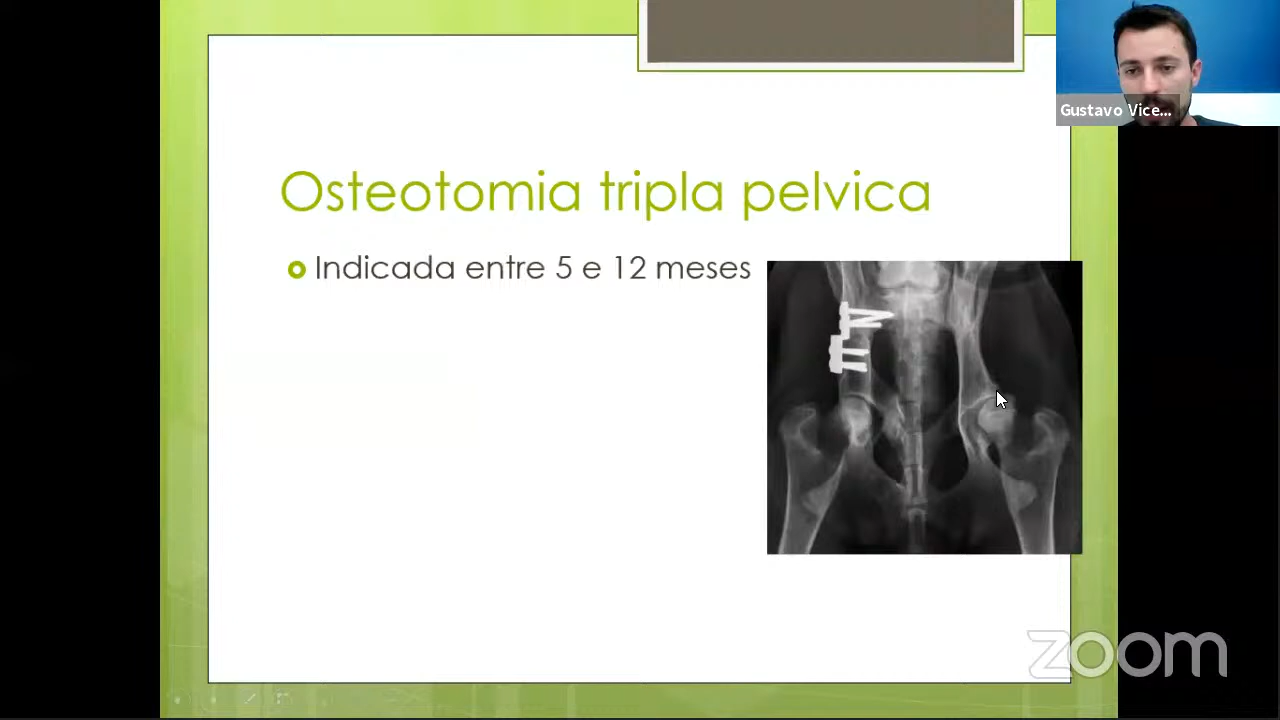 Gustavo Vice...
Osteotomia tripla pelvica
Indicada entre 5 e 12 meses
zoom